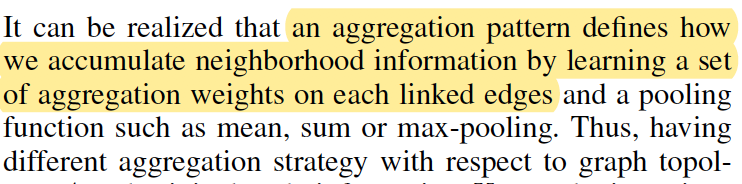 It can be realized that an aggregation pattern defines how
we accumulate neighborhood information by learning a set
of aggregation weights on each linked edges and a pooling
function such as mean, sum or max-pooling. Thus, having
different aggregation strategy with respect to graph topol-